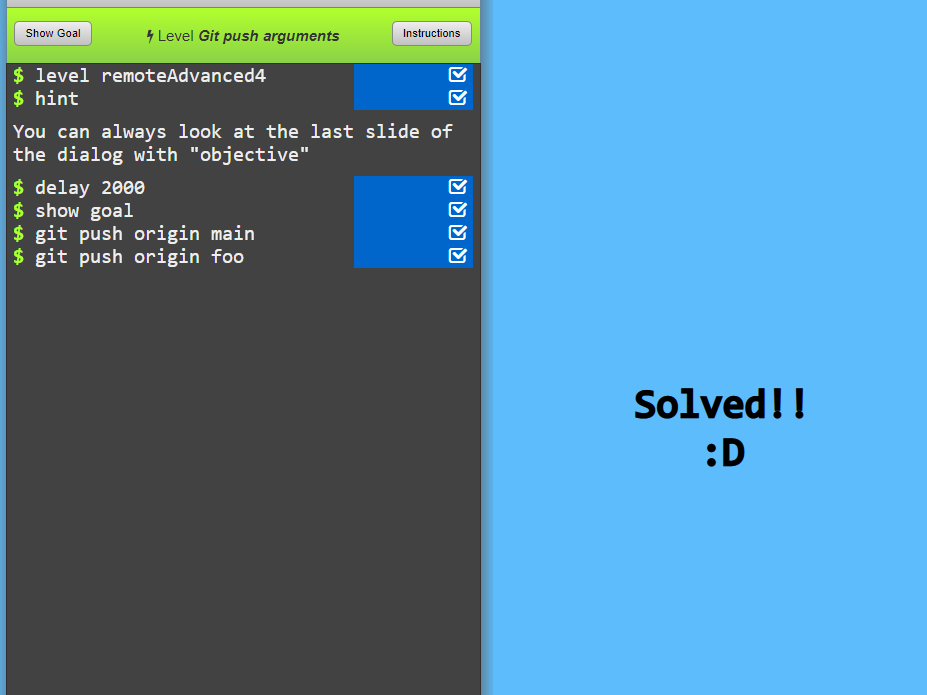 Show Goal
Level Git push arguments
Instructions
$ level remoteAdvanced4
$ hint
You can always look at the last slide of
the dialog with "objective"
$ delay 2000
$ show goal
$ git push origin main
$ git push origin foo
Solved!!
:D